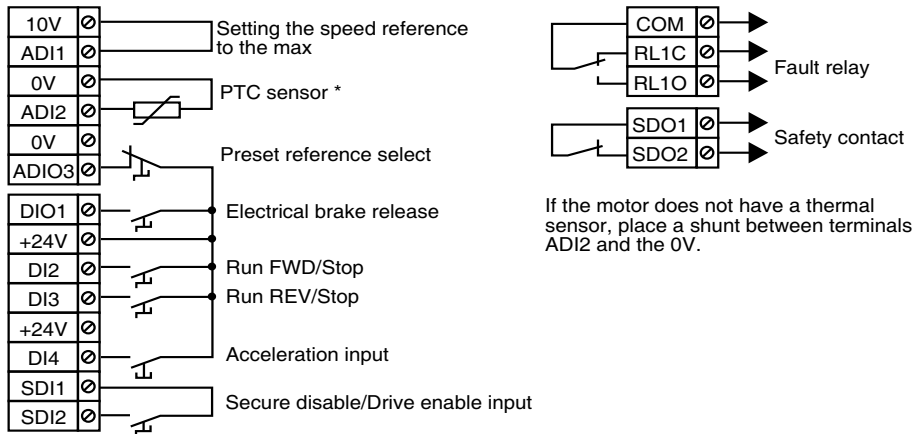 10V
ADI1
Setting the speed reference
to the max
0V
ADI2
PTC sensor *
0V
ADIO3
Preset reference select
DIO1
Electrical brake release
+24V
DI2
Run FWD/Stop
DI3
Run REV/Stop
+24V
DI4
Acceleration input
SDI1
SDI2
Secure disable/Drive enable input
COM
RL1C
RL1O
Fault relay
SDO1
SDO2
Safety contact
If the motor does not have a thermal
sensor, place a shunt between terminals
ADI2 and the 0V.